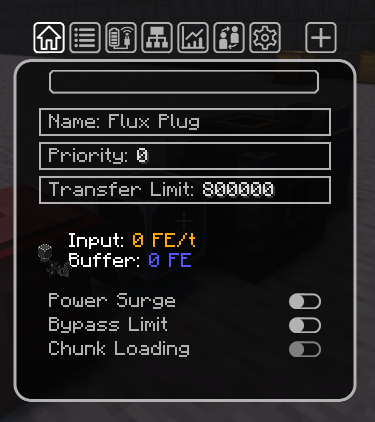 Name: Flux Plug
Priority: 0
Transfer Limit: 800000
Input: 0 FE/t
Buffer: 0 FE
Power Surge
Bypass Limit
Chunk Loading